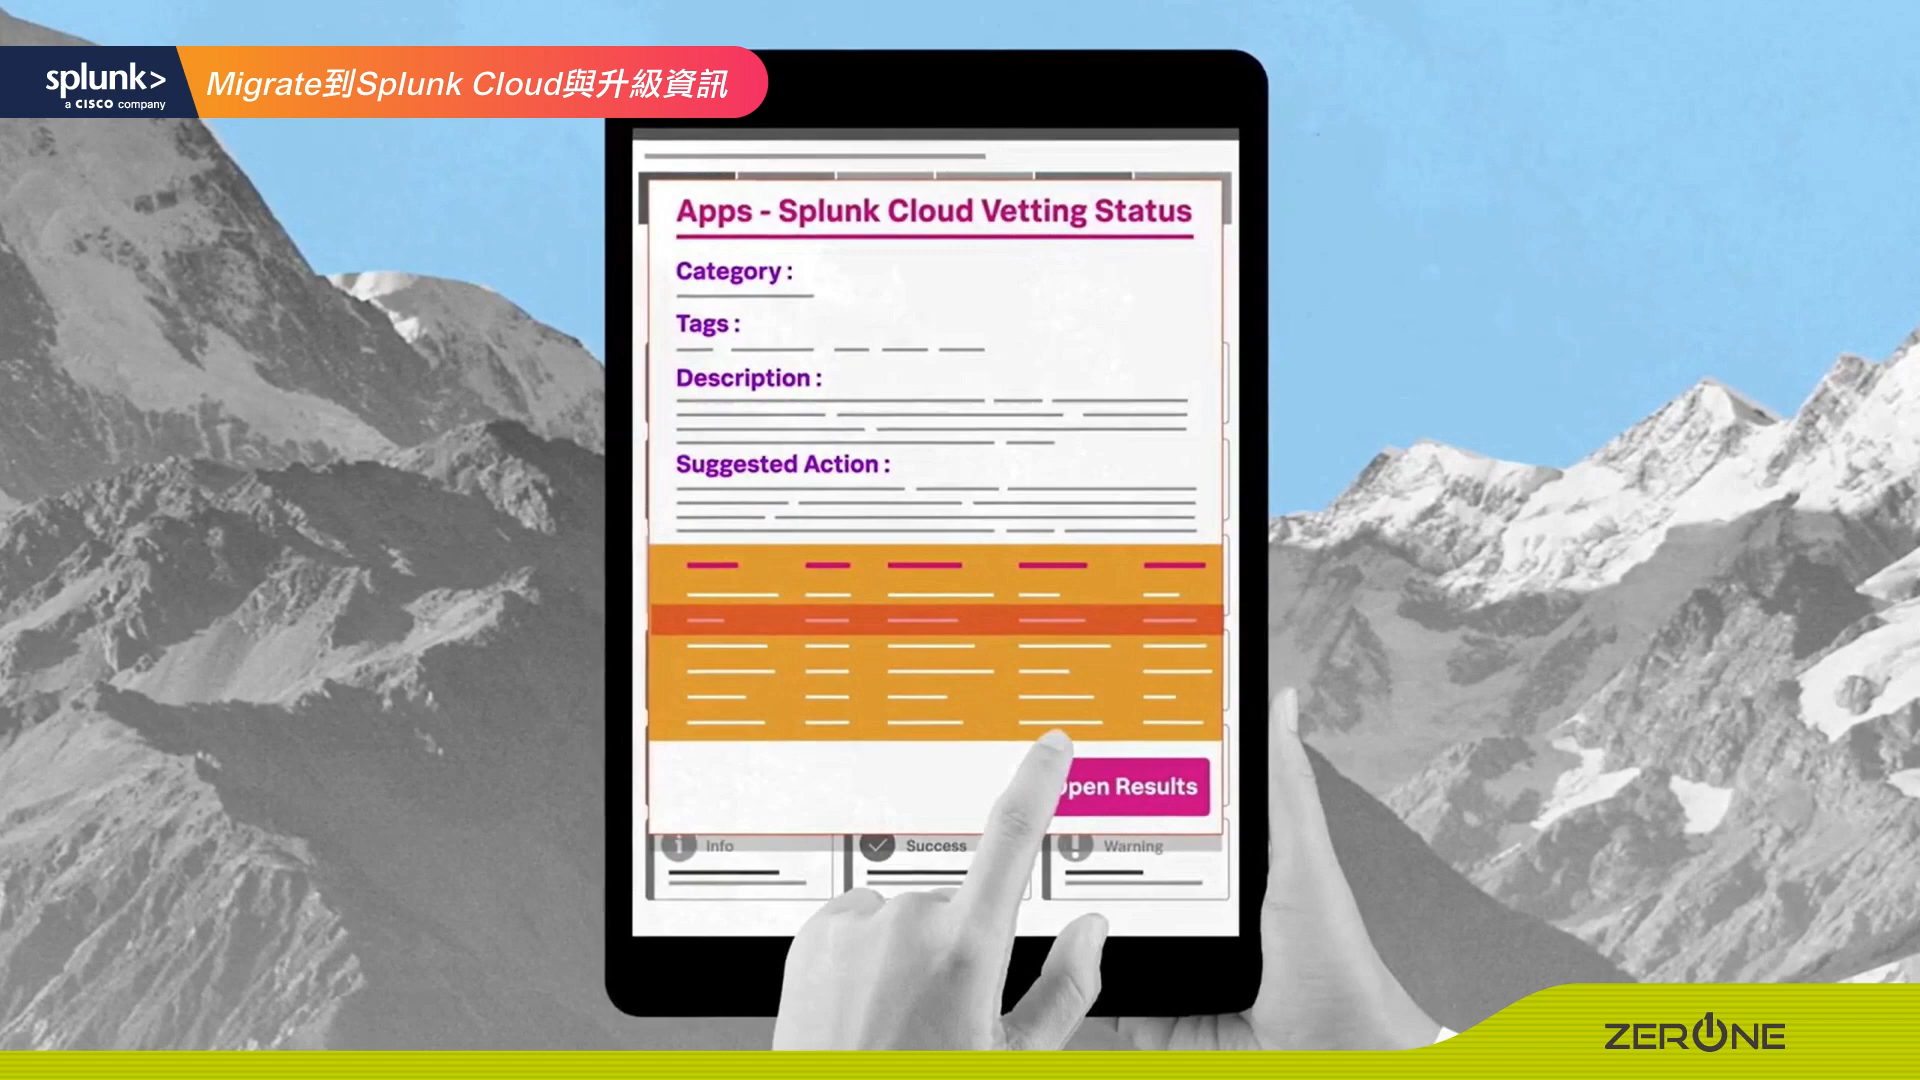 splunk>
a CISCO company
Migrate到Splunk Cloud與升級資訊
Apps - Splunk Cloud Vetting Status
Category :
Tags :
Description :
Suggested Action :
Open Results
Info
Success
Warning
ZERONE